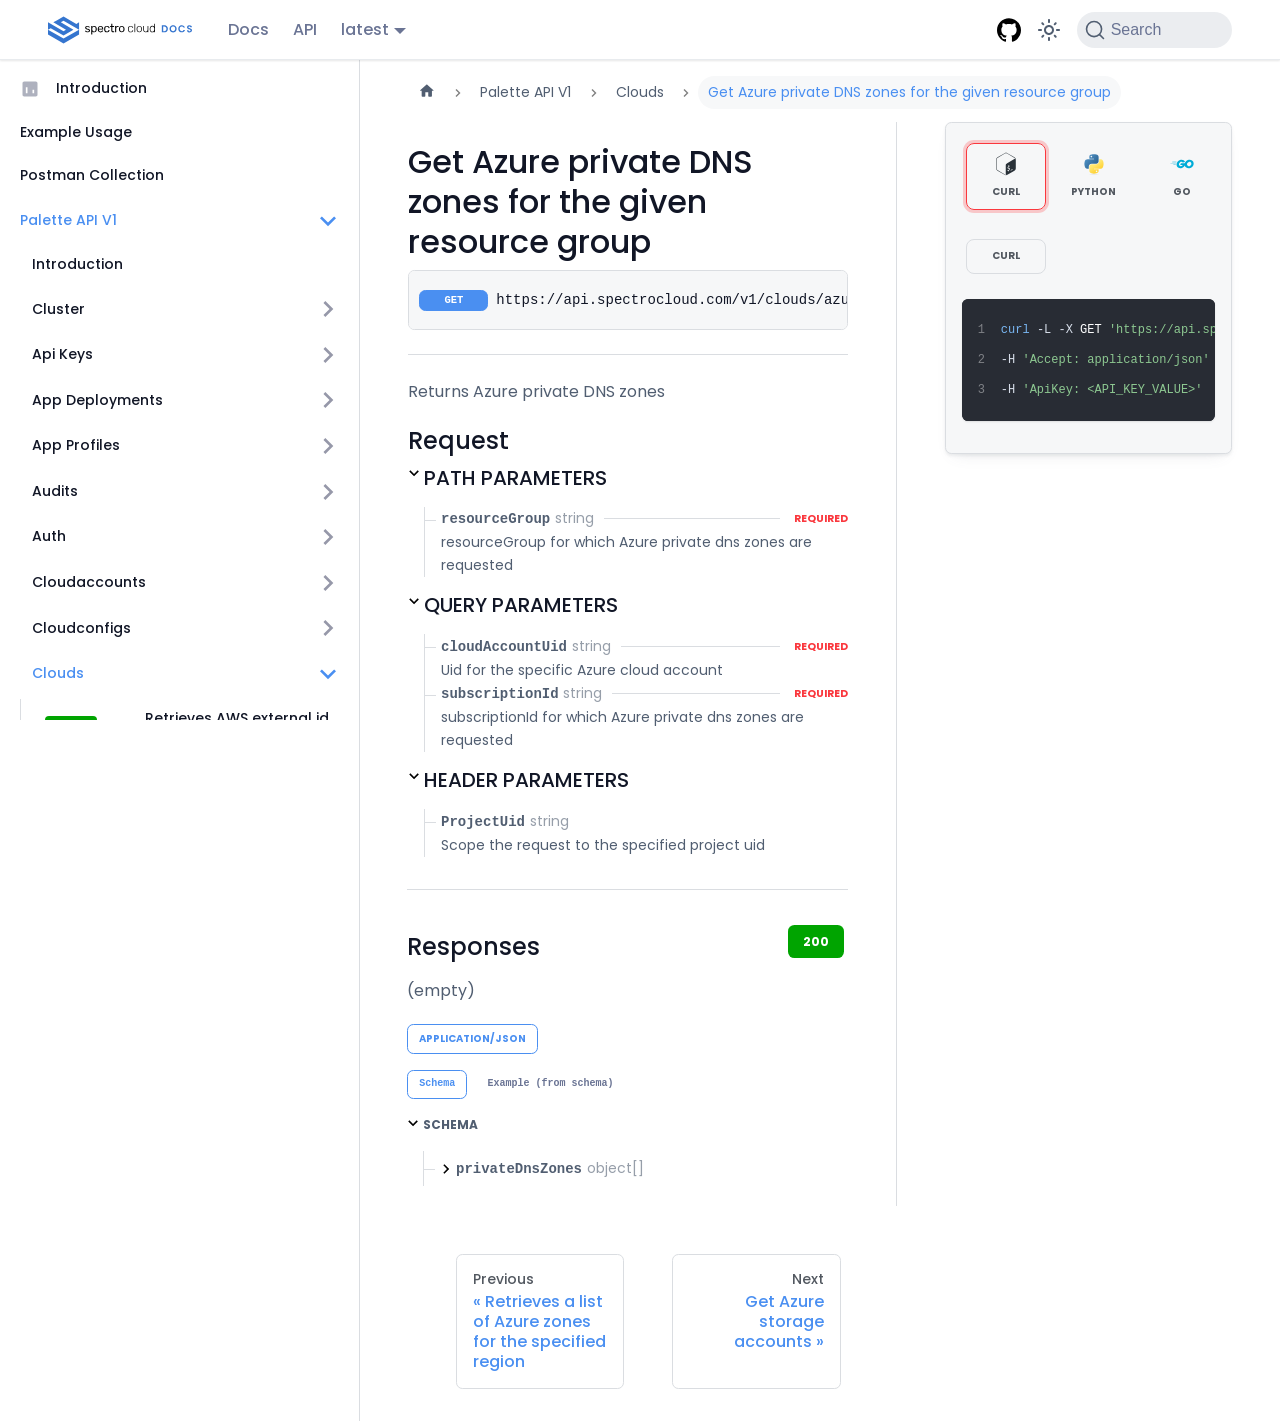 spectro cloud DOCS
Docs
API
latest
Search
Introduction
Example Usage
Postman Collection
Palette API V1
Introduction
Cluster
Api Keys
App Deployments
App Profiles
Audits
Auth
Cloudaccounts
Cloudconfigs
Clouds
Retrieves AWS external id
Palette API V1
Clouds
Get Azure private DNS zones for the given resource group
Get Azure private DNS
zones for the given
resource group
GET https://api.spectrocloud.com/v1/clouds/azu
Returns Azure private DNS zones
Request
PATH PARAMETERS
resourceGroup string REQUIRED
resourceGroup for which Azure private dns zones are
requested
QUERY PARAMETERS
cloudAccountUid string REQUIRED
Uid for the specific Azure cloud account
subscriptionId string REQUIRED
subscriptionId for which Azure private dns zones are
requested
HEADER PARAMETERS
ProjectUid string
Scope the request to the specified project uid
Responses
200
(empty)
APPLICATION/JSON
Schema Example (from schema)
SCHEMA
privateDnsZones object[]
CURL PYTHON GO
CURL
1 curl -L -X GET 'https://api.sp
2 -H 'Accept: application/json'
3 -H 'ApiKey: <API_KEY_VALUE>'
Previous
« Retrieves a list
of Azure zones
for the specified
region
Next
Get Azure
storage
accounts »